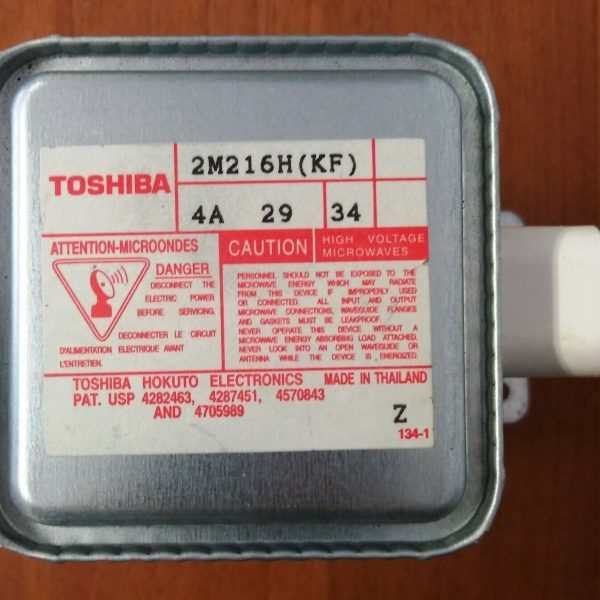 TOSHIBA
2M216H(KF)
4A 29 34
ATTENTION-MICROONDES
DANGER
DISCONNECT THE
ELECTRIC POWER
BEFORE SERVICING.
DECONNECTER LE CIRCUIT
D'ALIMENTATION ELECTRIQUE AVANT
L'ENTRETIEN.
CAUTION
HIGH VOLTAGE
MICROWAVES
PERSONNEL SHOULD NOT BE EXPOSED TO THE
MICROWAVE ENERGY WHICH MAY RADIATE
FROM THIS DEVICE IF IMPROPERLY USED
OR CONNECTED. ALL INPUT AND OUTPUT
MICROWAVE CONNECTIONS, WAVEGUIDE FLANGES
AND GASKETS MUST BE LEAKPROOF.
NEVER OPERATE THIS DEVICE WITHOUT A
MICROWAVE ENERGY ABSORBING LOAD ATTACHED.
NEVER LOOK INTO AN OPEN WAVEGUIDE OR
ANTENNA WHILE THE DEVICE IS ENERGIZED.
TOSHIBA HOKUTO ELECTRONICS MADE IN THAILAND
PAT. USP 4282463, 4287451, 4570843
AND 4705989
Z
134-1